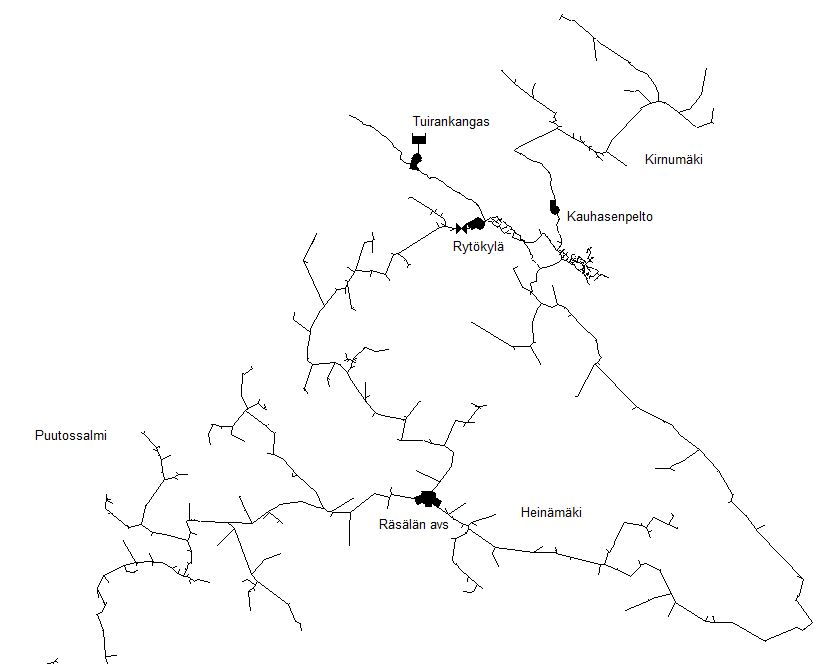 Tuirankangas
Kirnumäki
Kauhasenpelto
Rytökylä
Puutossalmi
Räsälän avs
Heinämäki